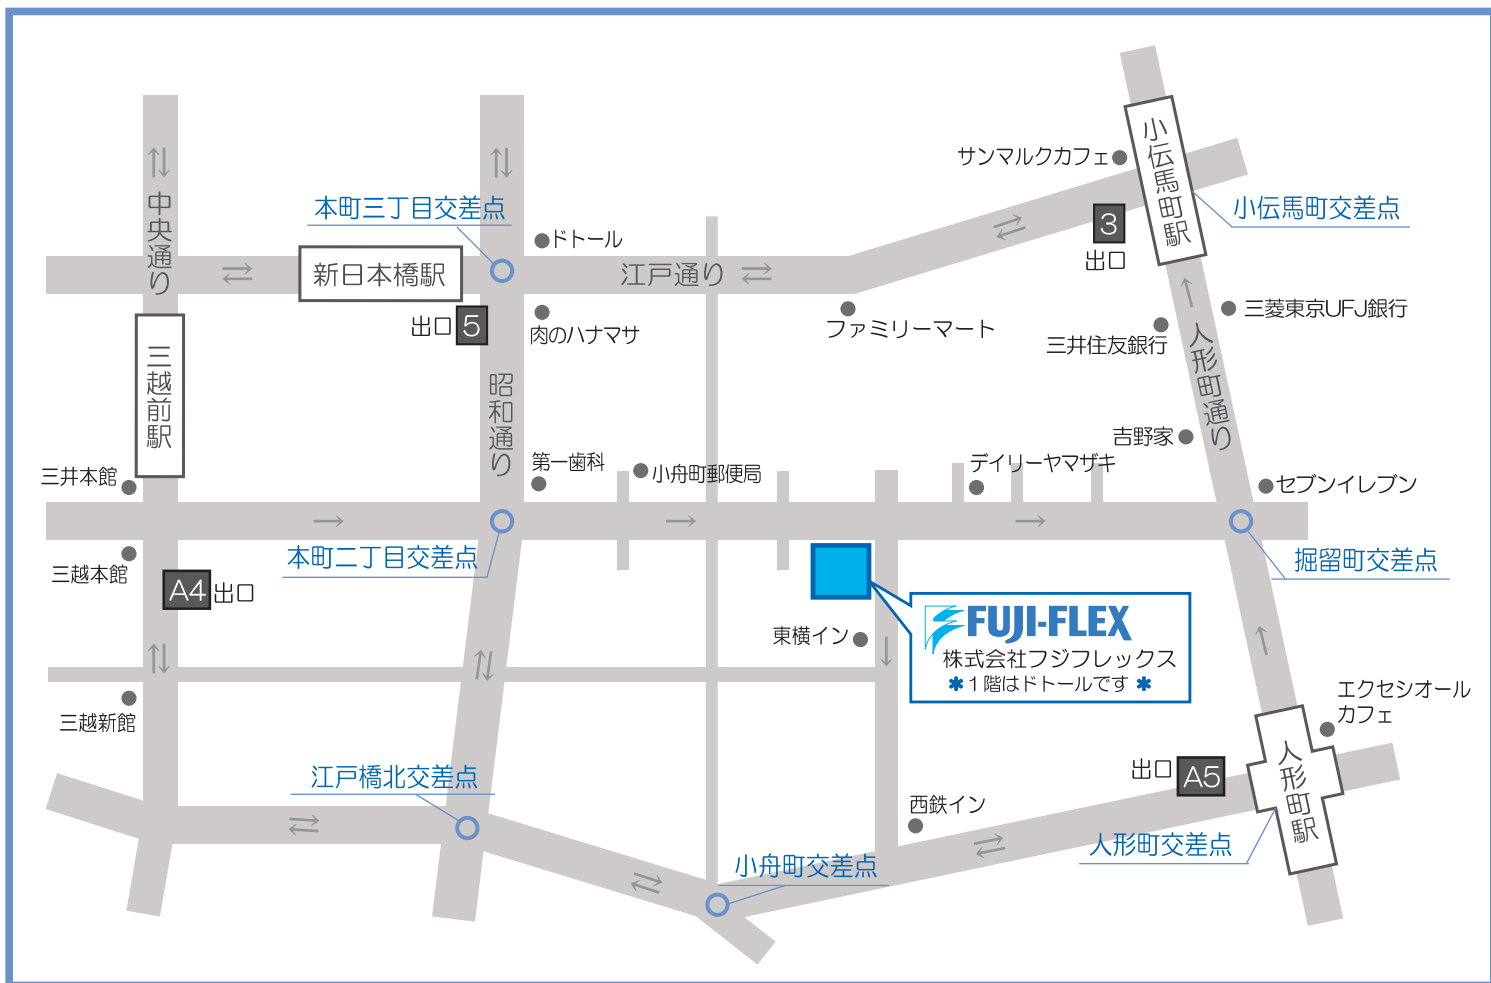 サンマルクカフェ
小伝馬町駅
小伝馬町交差点
3
出口
中央通り
本町三丁目交差点
ドトール
新日本橋駅
江戸通り
出口 5
肉のハナマサ
ファミリーマート
三菱東京UFJ銀行
三井住友銀行
人形町通り
三越前駅
昭和通り
吉野家
三井本館
第一歯科
小舟町郵便局
デイリーヤマザキ
セブンイレブン
本町二丁目交差点
掘留町交差点
三越本館
A4 出口
FUJI-FLEX
株式会社フジフレックス
✱1階はドトールです ✱
東横イン
三越新館
エクセシオール
カフェ
江戸橋北交差点
出口 A5
人形町駅
西鉄イン
人形町交差点
小舟町交差点